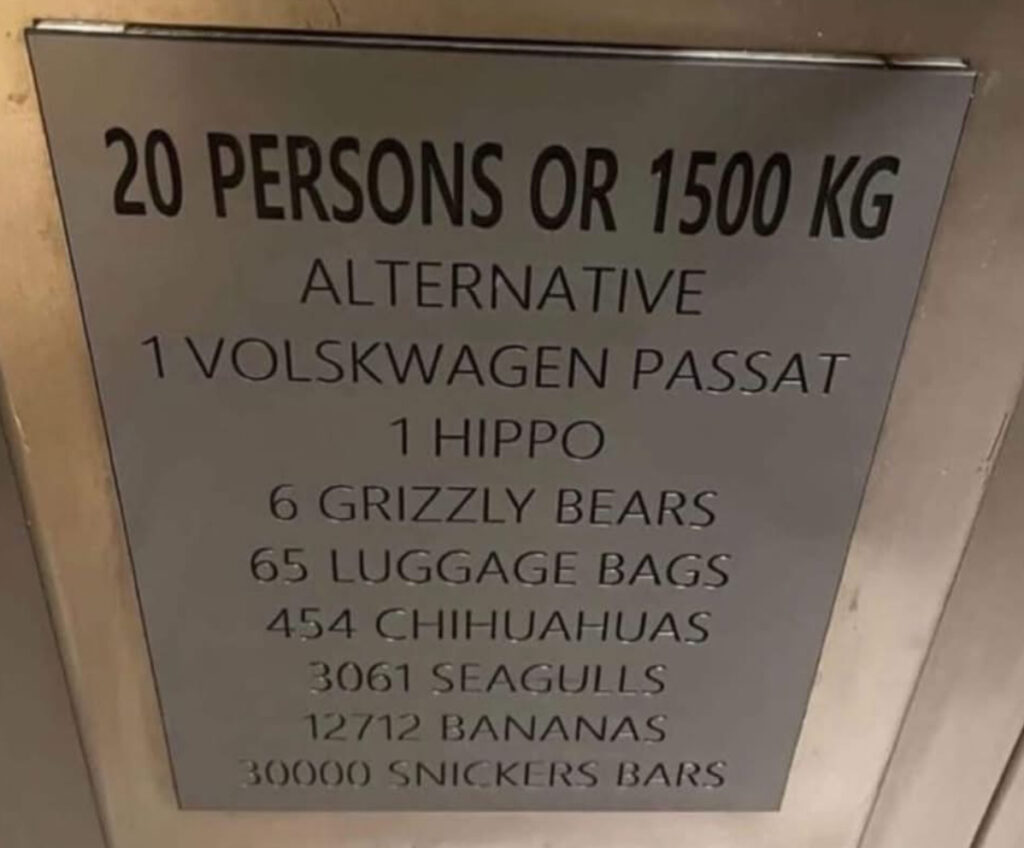 20 PERSONS OR 1500 KG
ALTERNATIVE
1 VOLSKWAGEN PASSAT
1 HIPPO
6 GRIZZLY BEARS
65 LUGGAGE BAGS
454 CHIHUAHUAS
3061 SEAGULLS
12712 BANANAS
30000 SNICKERS BARS